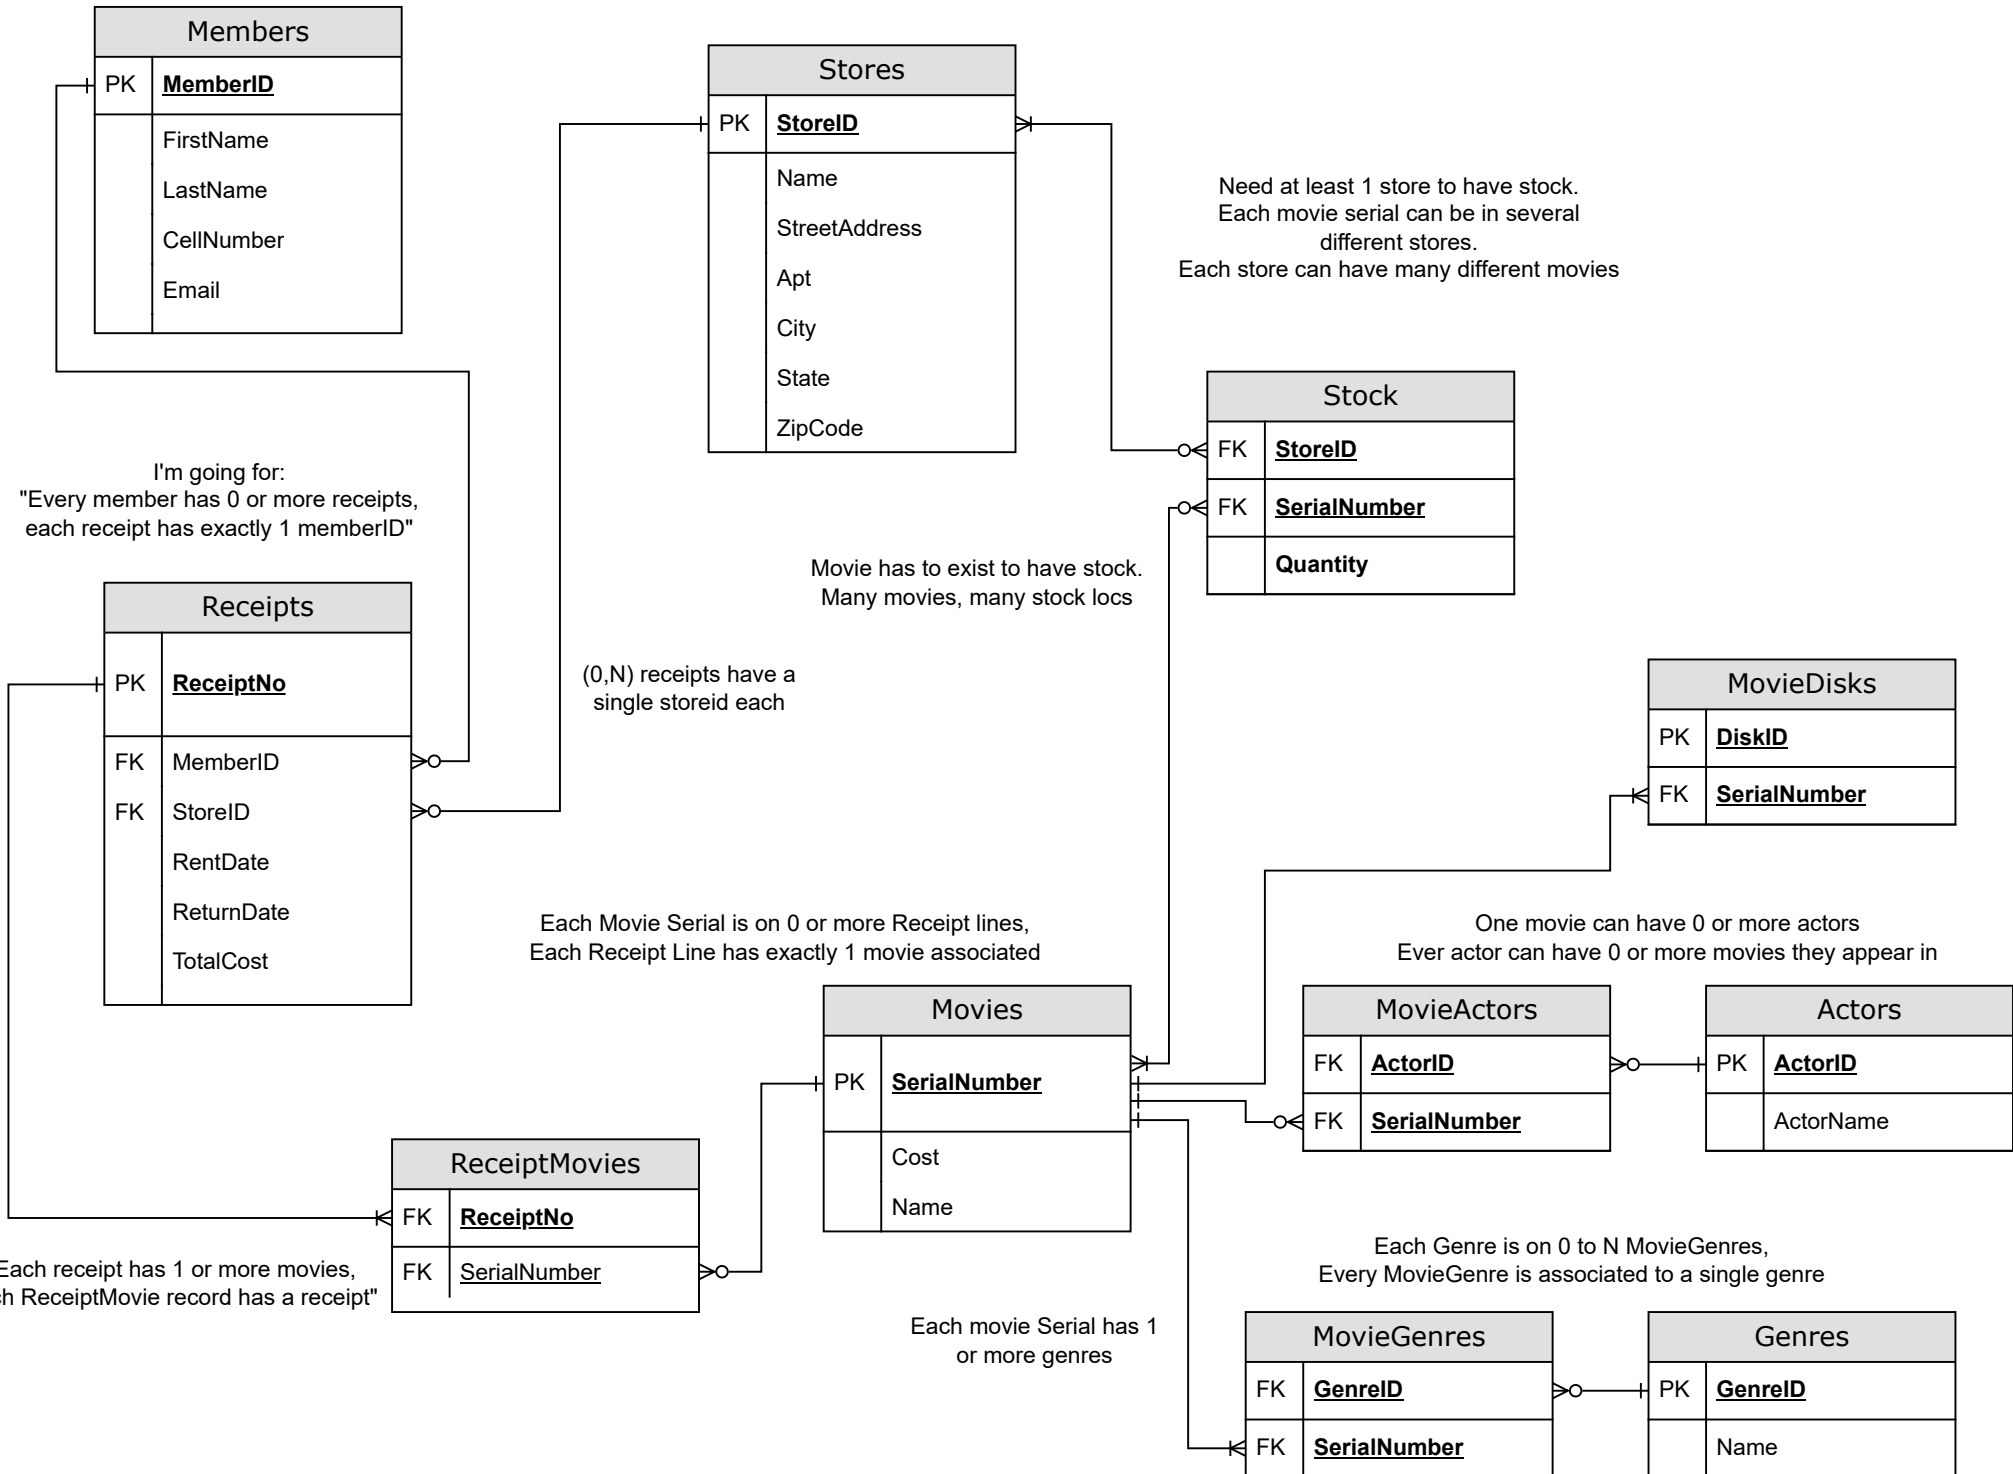 Members
PK MemberID
FirstName
LastName
CellNumber
Email
Stores
PK StoreID
Name
StreetAddress
Apt
City
State
ZipCode
Need at least 1 store to have stock.
Each movie serial can be in several
different stores.
Each store can have many different movies
Stock
FK StoreID
FK SerialNumber
Quantity
I'm going for:
"Every member has 0 or more receipts,
each receipt has exactly 1 memberID"
Movie has to exist to have stock.
Many movies, many stock locs
Receipts
PK ReceiptNo
FK MemberID
FK StoreID
RentDate
ReturnDate
TotalCost
(0,N) receipts have a
single storeid each
MovieDisks
PK DiskID
FK SerialNumber
Each Movie Serial is on 0 or more Receipt lines,
Each Receipt Line has exactly 1 movie associated
One movie can have 0 or more actors
Ever actor can have 0 or more movies they appear in
Movies
PK SerialNumber
Cost
Name
MovieActors
FK ActorID
FK SerialNumber
Actors
PK ActorID
ActorName
ReceiptMovies
FK ReceiptNo
FK SerialNumber
Each receipt has 1 or more movies,
ReceiptMovie record has a receipt"
Each movie Serial has 1
or more genres
Each Genre is on 0 to N MovieGenres,
Every MovieGenre is associated to a single genre
MovieGenres
FK GenreID
FK SerialNumber
Genres
PK GenreID
Name